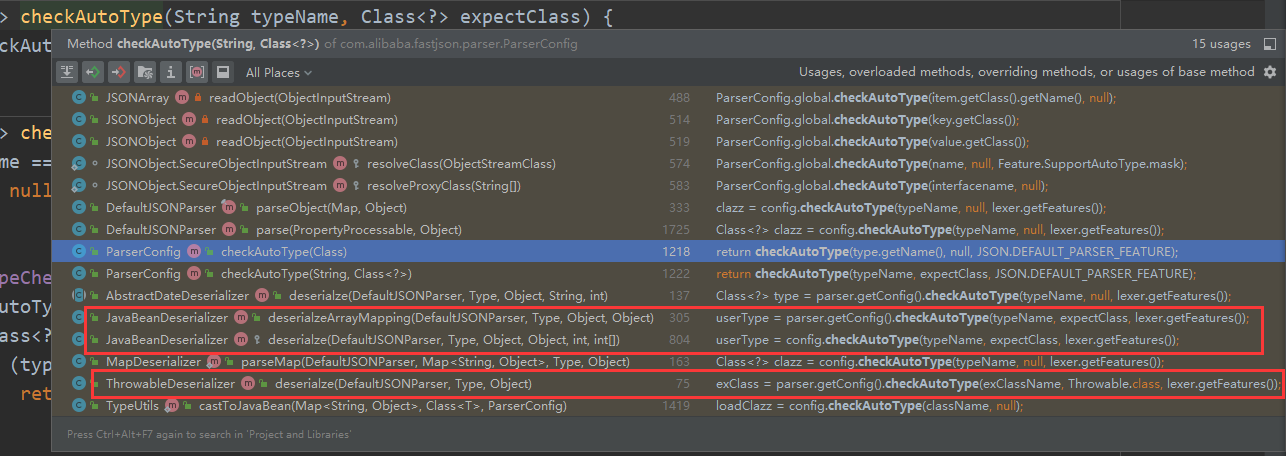 > checkAutoType(String typeName, Class<?> expectClass) {
ckAut
Method checkAutoType(String, Class<?>) of com.alibaba.fastjson.parser.ParserConfig 15 usages
All Places Usages, overloaded methods, overriding methods, or usages of base method
JSONArray readObject(ObjectInputStream) 488 ParserConfig.global.checkAutoType(item.getClass().getName(), null);
JSONObject readObject(ObjectInputStream) 514 ParserConfig.global.checkAutoType(key.getClass());
> che
JSONObject readObject(ObjectInputStream) 519 ParserConfig.global.checkAutoType(value.getClass());
me ==
JSONObject.SecureObjectInputStream resolveClass(ObjectStreamClass) 574 ParserConfig.global.checkAutoType(name, null, Feature.SupportAutoType.mask);
null
JSONObject.SecureObjectInputStream resolveProxyClass(String[]) 583 ParserConfig.global.checkAutoType(interfacename, null);
DefaultJSONParser parseObject(Map, Object) 333 clazz = config.checkAutoType(typeName, null, lexer.getFeatures());
DefaultJSONParser parse(PropertyProcessable, Object) 1725 Class<?> clazz = config.checkAutoType(typeName, null, lexer.getFeatures());
ParserConfig checkAutoType(Class) 1218 return checkAutoType(type.getName(), null, JSON.DEFAULT_PARSER_FEATURE);
ypeChe
ParserConfig checkAutoType(String, Class<?>) 1222 return checkAutoType(typeName, expectClass, JSON.DEFAULT_PARSER_FEATURE);
utoTy
AbstractDateDeserializer deserialze(DefaultJSONParser, Type, Object, String, int) 137 Class<?> type = parser.getConfig().checkAutoType(typeName, null, lexer.getFeatures());
JavaBeanDeserializer deserialzeArrayMapping(DefaultJSONParser, Type, Object, Object) 305 userType = parser.getConfig().checkAutoType(typeName, expectClass, lexer.getFeatures());
ass<?
JavaBeanDeserializer deserialze(DefaultJSONParser, Type, Object, Object, int, int[]) 804 userType = config.checkAutoType(typeName, expectClass, lexer.getFeatures());
(typ
MapDeserializer parseMap(DefaultJSONParser, Map<String, Object>, Type, Object) 163 Class<?> clazz = config.checkAutoType(typeName, null, lexer.getFeatures());
ret
ThrowableDeserializer deserialze(DefaultJSONParser, Type, Object) 75 exClass = parser.getConfig().checkAutoType(exClassName, Throwable.class, lexer.getFeatures());
TypeUtils castToJavaBean(Map<String, Object>, Class<T>, ParserConfig) 1419 loadClazz = config.checkAutoType(className, null);
Press Ctrl+Alt+F7 again to search in 'Project and Libraries'